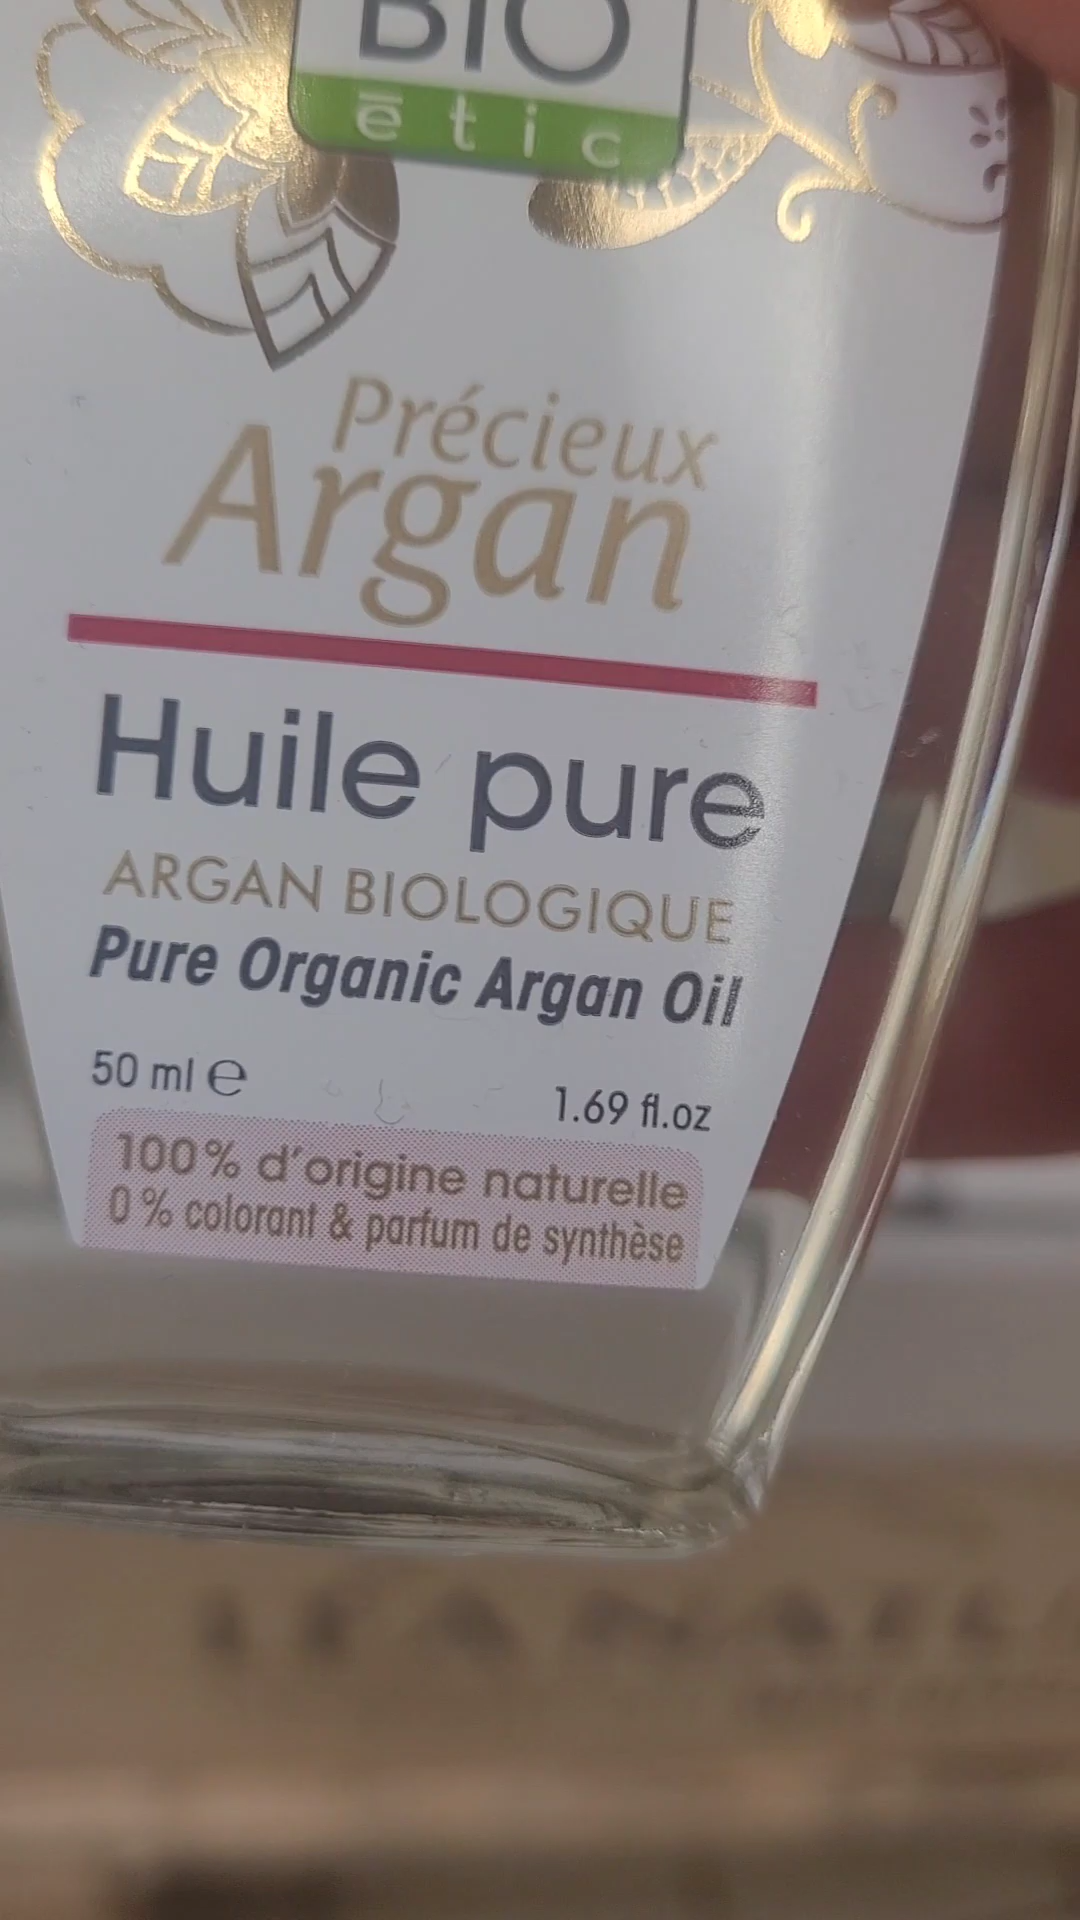 BIO
ētic
Précieux
Argan
Huile pure
ARGAN BIOLOGIQUE
Pure Organic Argan Oil
50 ml ℮ 1.69 fl.oz
100% d'origine naturelle
0 % colorant & parfum de synthèse